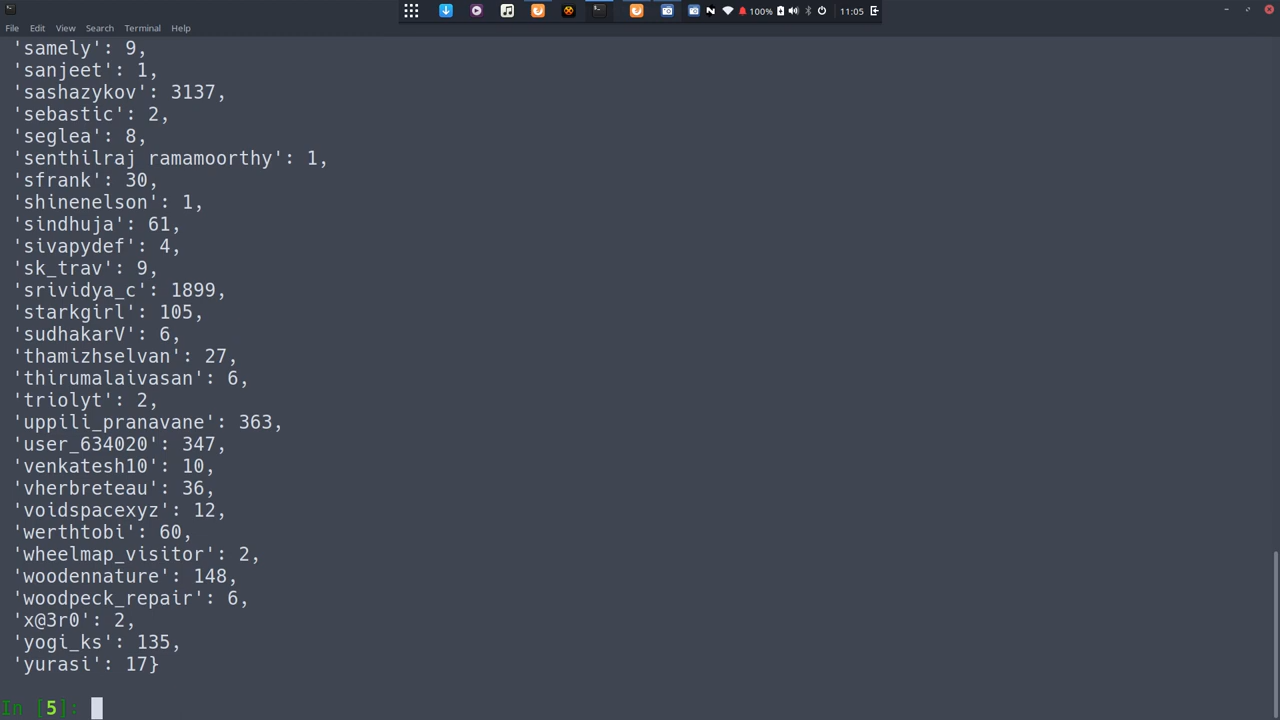 100% 11:05
File Edit View Search Terminal Help
'samely': 9,
'sanjeet': 1,
'sashazykov': 3137,
'sebastic': 2,
'seglea': 8,
'senthilraj ramamoorthy': 1,
'sfrank': 30,
'shinenelson': 1,
'sindhuja': 61,
'sivapydef': 4,
'sk_trav': 9,
'srividya_c': 1899,
'starkgirl': 105,
'sudhakarV': 6,
'thamizhselvan': 27,
'thirumalaivasan': 6,
'triolyt': 2,
'uppili_pranavane': 363,
'user_634020': 347,
'venkatesh10': 10,
'vherbreteau': 36,
'voidspacexyz': 12,
'werthtobi': 60,
'wheelmap_visitor': 2,
'woodennature': 148,
'woodpeck_repair': 6,
'x@3r0': 2,
'yogi_ks': 135,
'yurasi': 17}
In [5]: